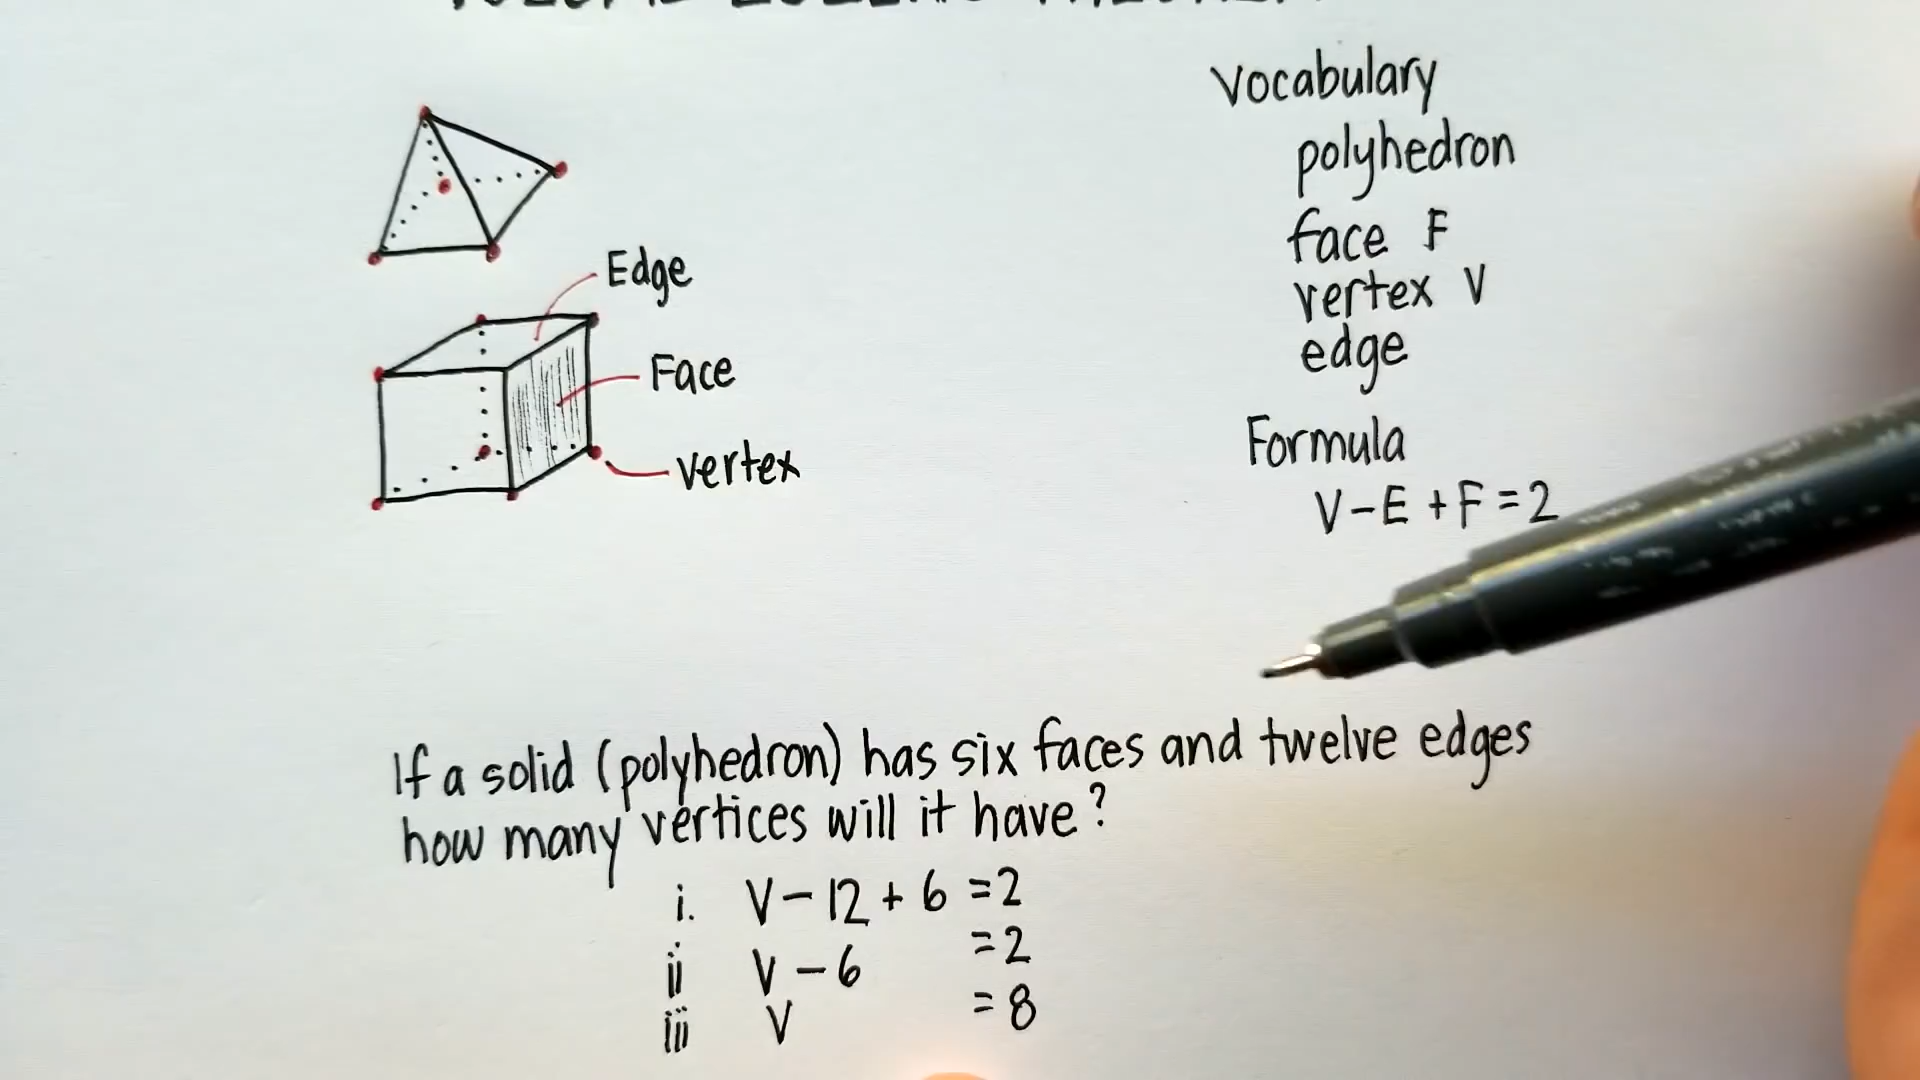 Edge
Face
vertex
Vocabulary
polyhedron
face F
vertex V
edge
Formula
V-E+F=2
If a solid (polyhedron) has six faces and twelve edges
how many vertices will it have?
i. V-12+6=2
ii V-6 =2
iii V =8